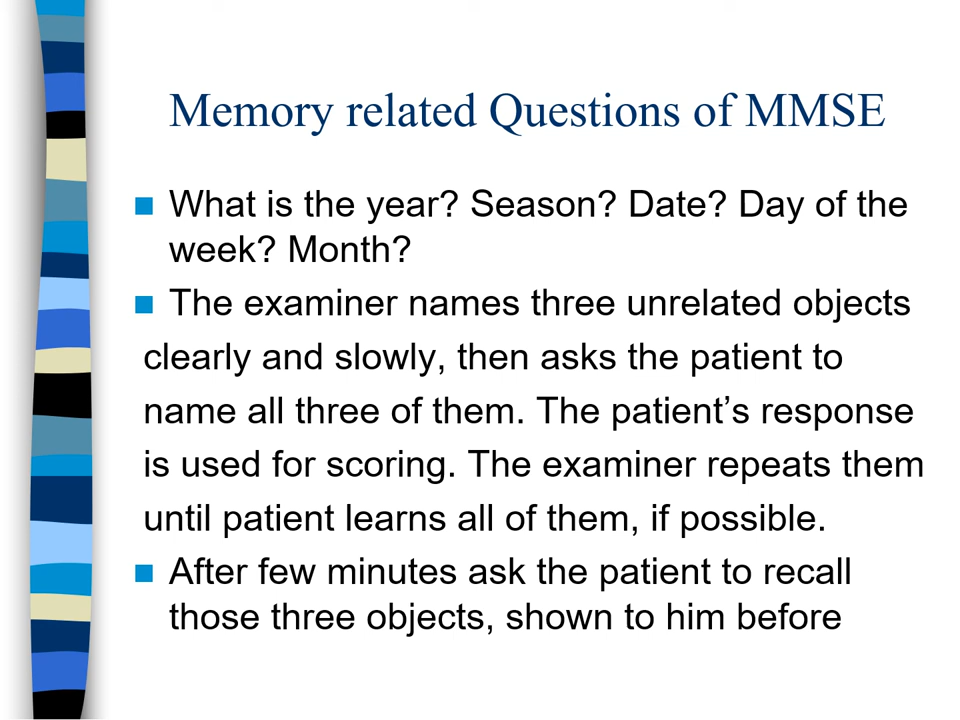 Memory related Questions of MMSE
What is the year? Season? Date? Day of the
week? Month?
The examiner names three unrelated objects
clearly and slowly, then asks the patient to
name all three of them. The patient’s response
is used for scoring. The examiner repeats them
until patient learns all of them, if possible.
After few minutes ask the patient to recall
those three objects, shown to him before